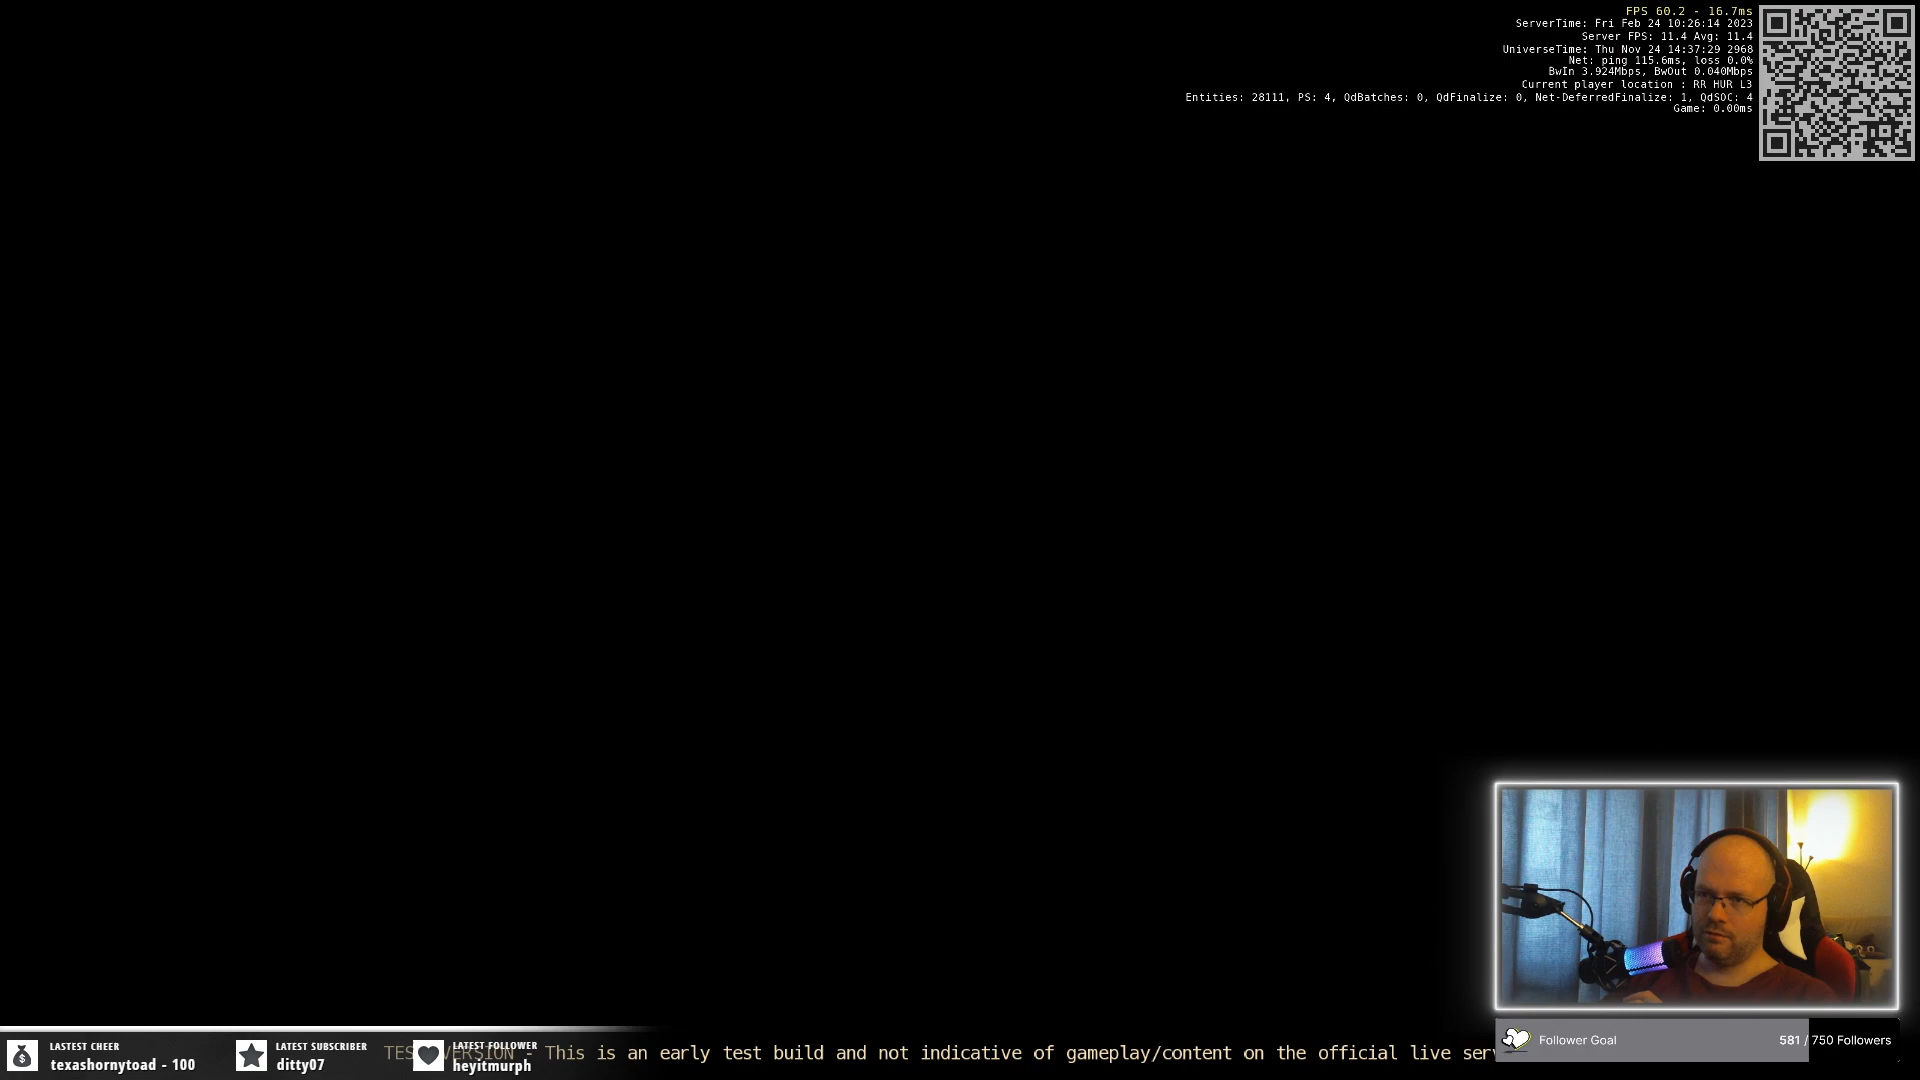 FPS 60.2 - 16.7ms
ServerTime: Fri Feb 24 10:26:14 2023
Server FPS: 11.4 Avg: 11.4
UniverseTime: Thu Nov 24 14:37:29 2968
Net: ping 115.6ms, loss 0.0%
BwIn 3.924Mbps, BwOut 0.040Mbps
Current player location : RR HUR L3
Entities: 28111, PS: 4, QdBatches: 0, QdFinalize: 0, Net-DeferredFinalize: 1, QdSOC: 4
Game: 0.00ms
LASTEST CHEER
texashornytoad - 100
LATEST SUBSCRIBER
ditty07
LATEST FOLLOWER
heyitmurph
VERSION - This is an early test build and not indicative of gameplay/content on the official live
Follower Goal
581 / 750 Followers